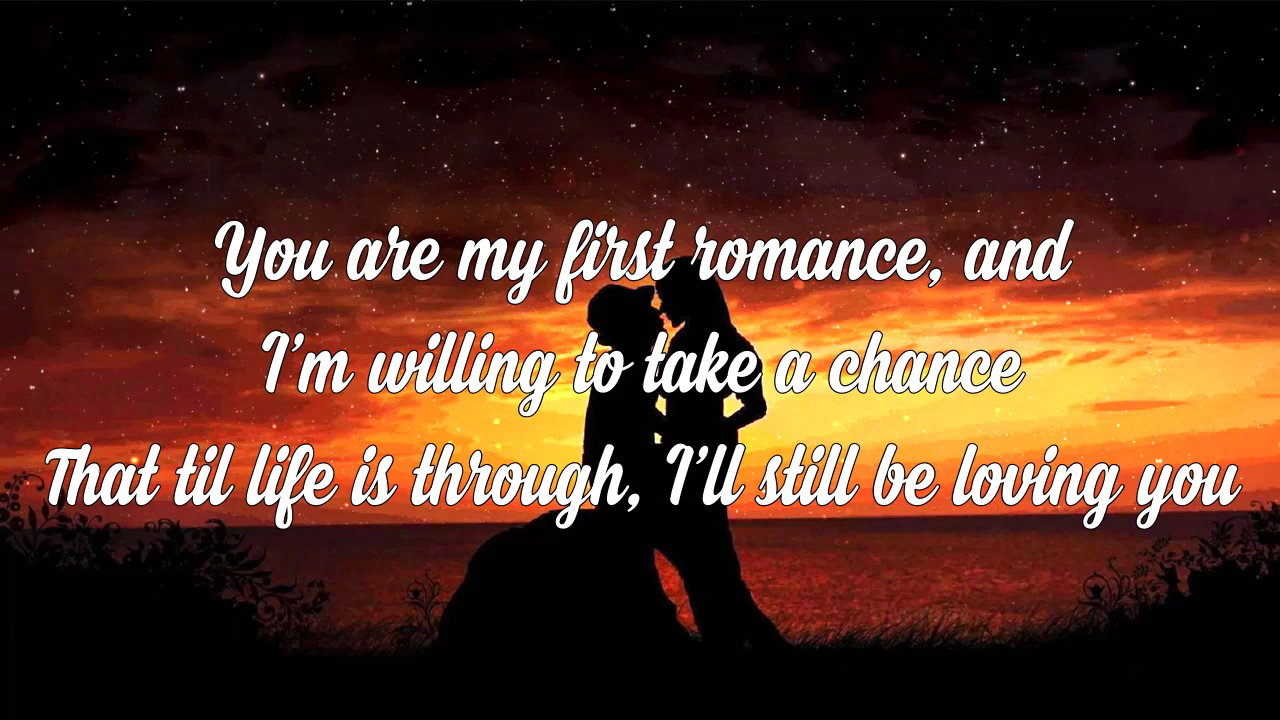 You are my first romance, and
I'm willing to take a chance
That til life is through, I'll still be loving you